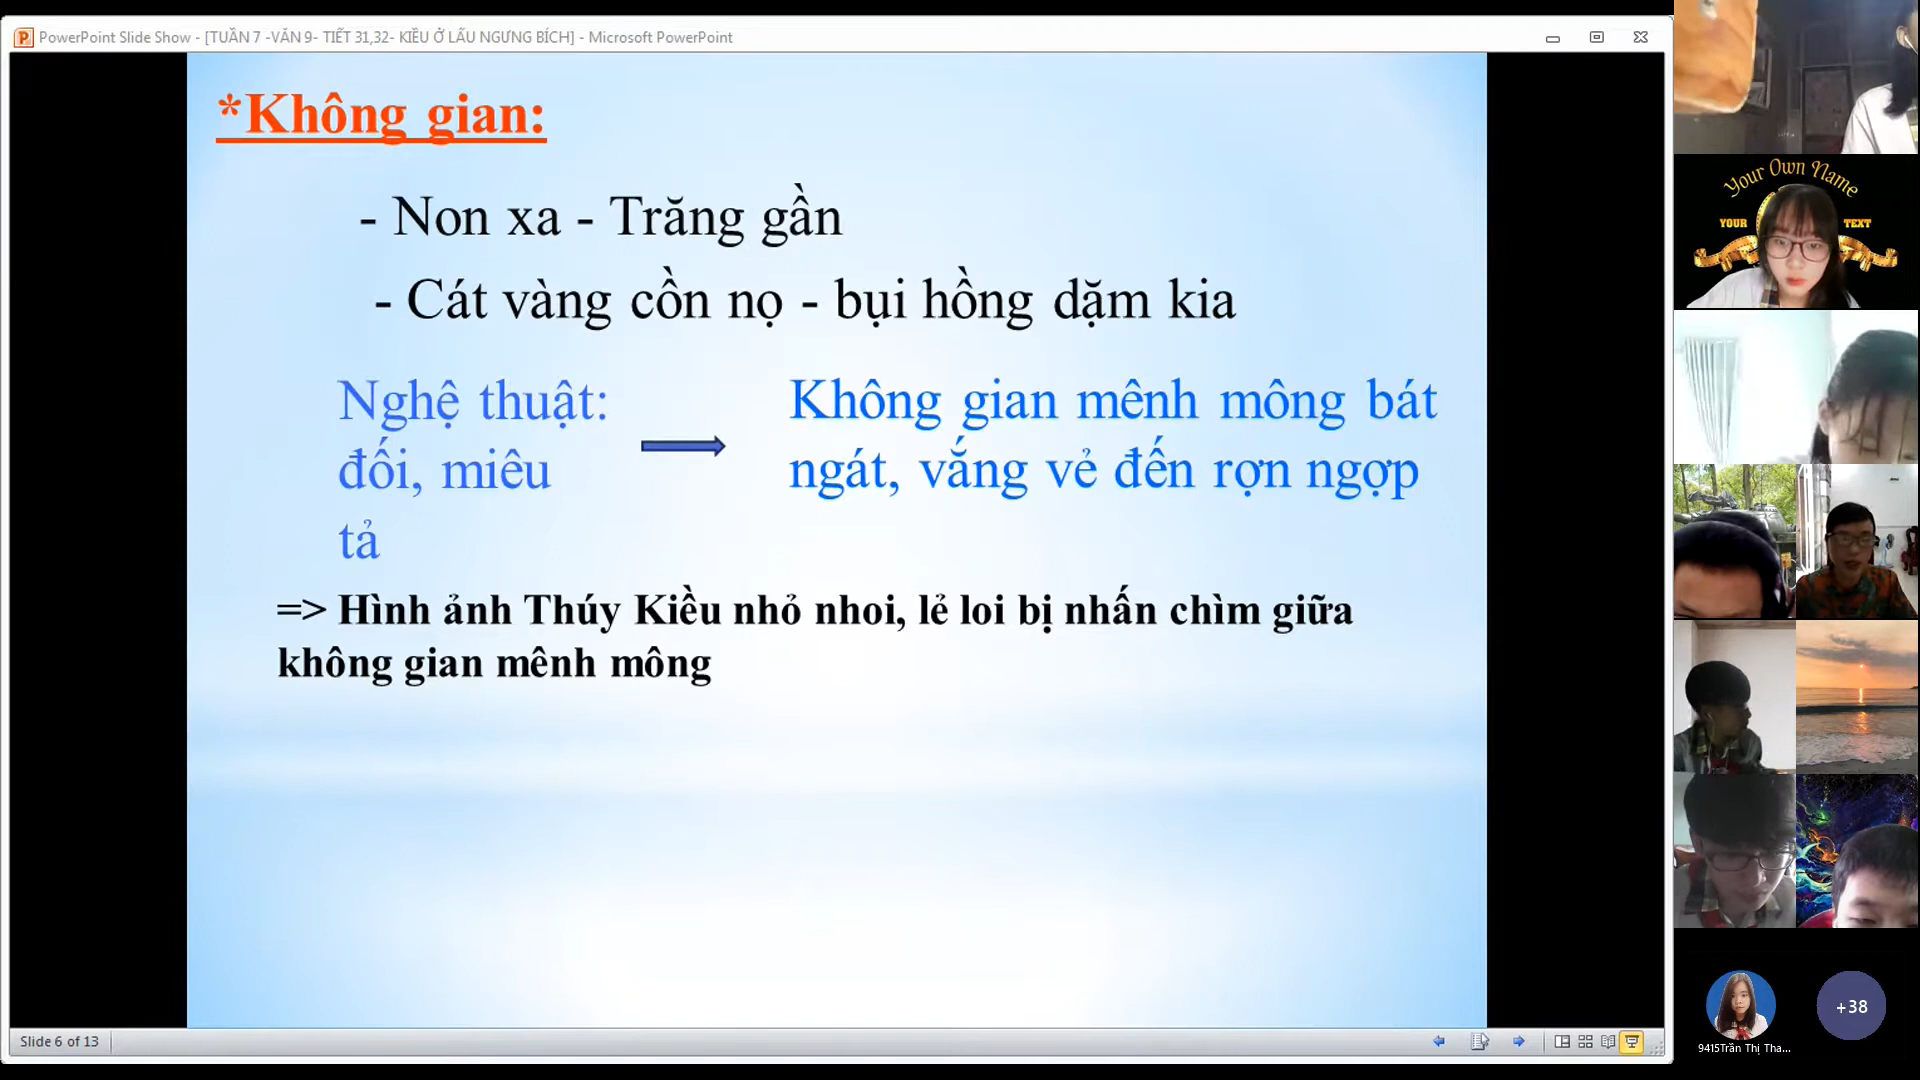 PowerPoint Slide Show - [TUẦN 7 -VĂN 9- TIẾT 31,32- KIỀU Ở LẦU NGƯNG BÍCH] - Microsoft PowerPoint
*Không gian:
- Non xa - Trăng gần
- Cát vàng cồn nọ - bụi hồng dặm kia
Nghệ thuật:
đối, miêu
tả
Không gian mênh mông bát
ngát, vắng vẻ đến rợn ngợp
=> Hình ảnh Thúy Kiều nhỏ nhoi, lẻ loi bị nhấn chìm giữa
không gian mênh mông
Slide 6 of 13
Your Own Name
YOUR TEXT
+38
9415Trần Thị Tha...